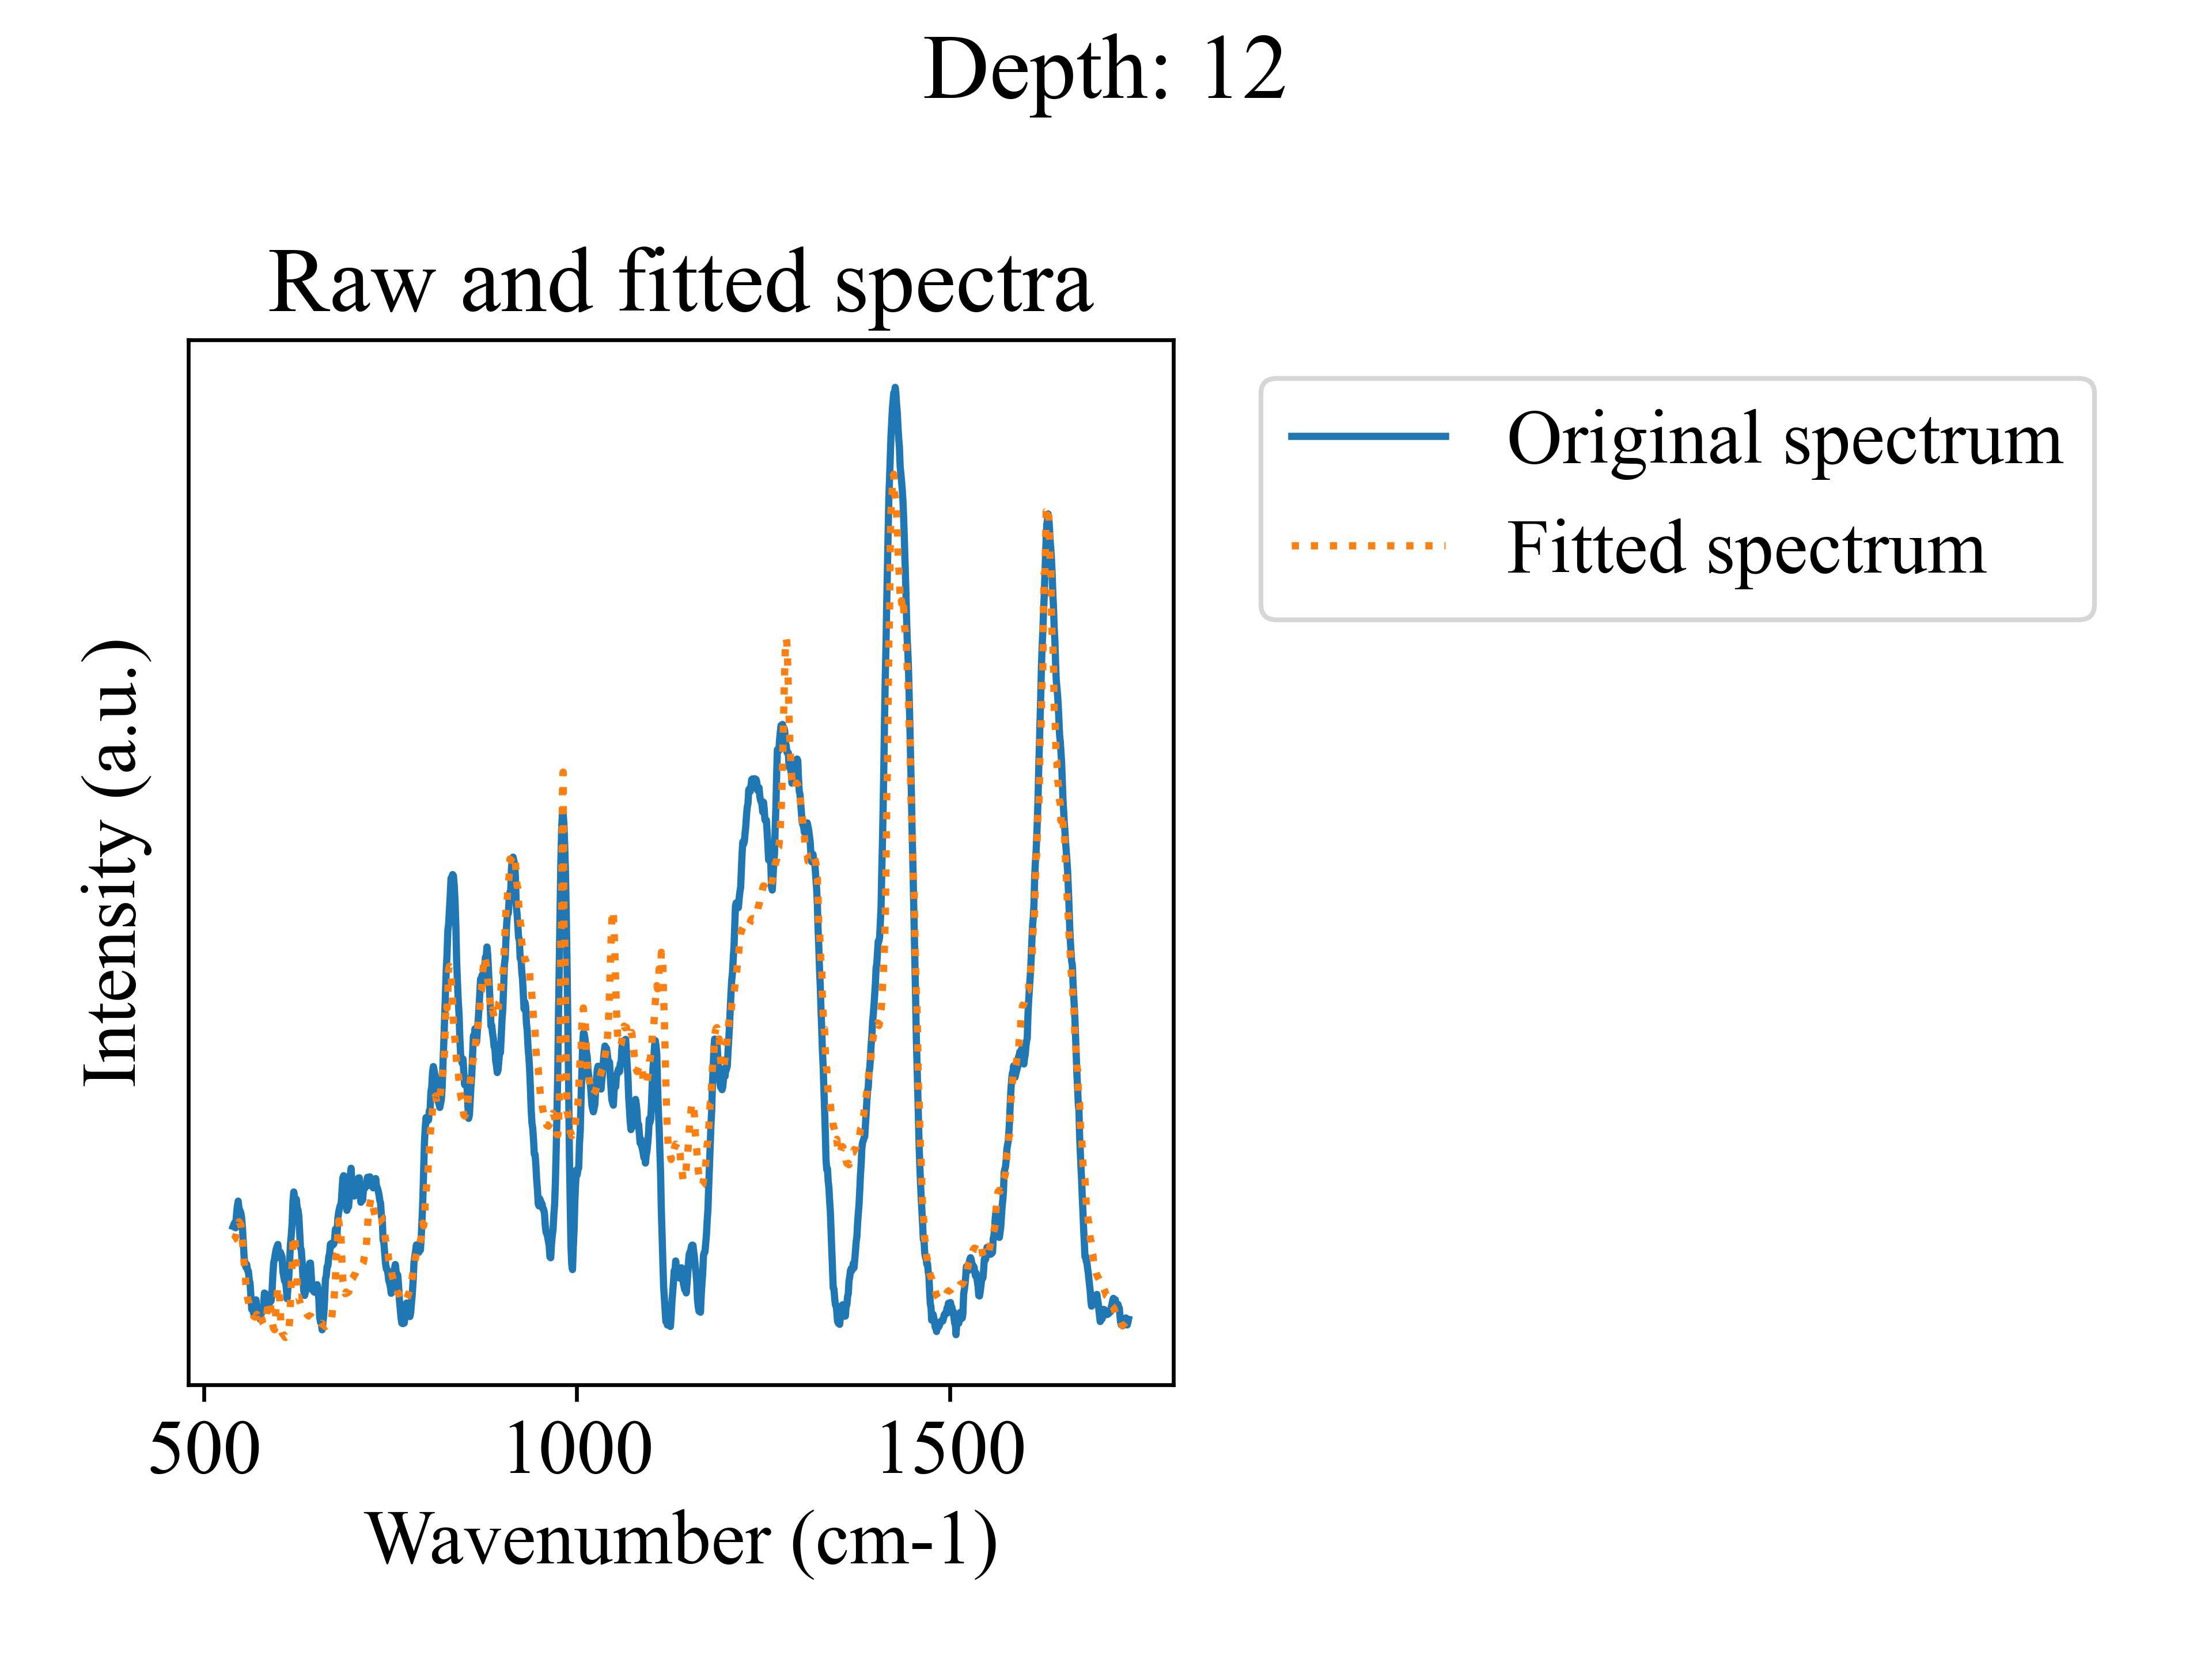 Depth: 12
Raw and fitted spectra
Original spectrum
Fitted spectrum
Intensity (a.u.)
500 1000 1500
Wavenumber (cm-1)